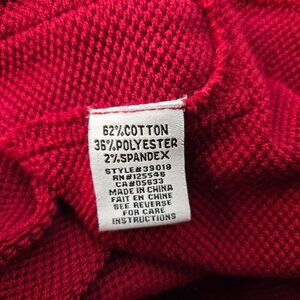 62%COTTON
36%POLYESTER
2%SPANDEX
STYLE#39018
RN#125546
CA#05833
MADE IN CHINA
FAIT EN CHINE
SEE REVERSE
FOR CARE
INSTRUCTIONS